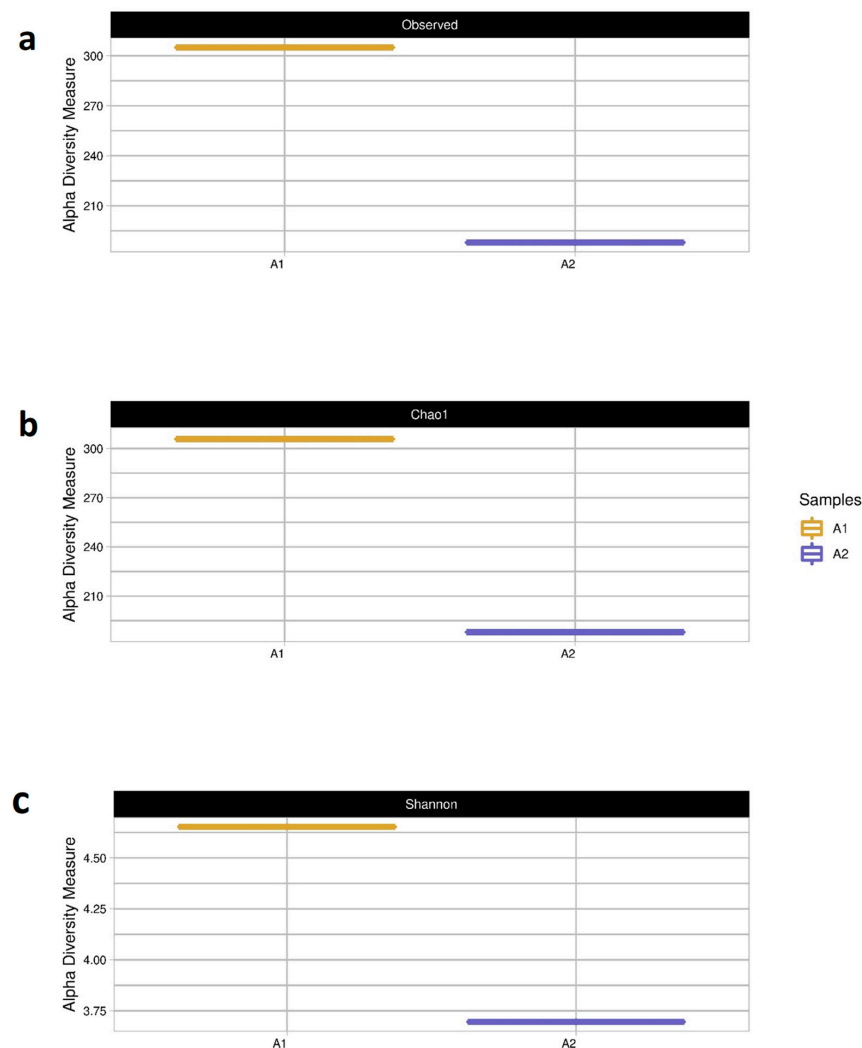 a
Observed
Alpha Diversity Measure
300
270
240
210
A1
A2
b
Chao1
Alpha Diversity Measure
300
270
240
210
A1
A2
Samples
A1
A2
c
Shannon
Alpha Diversity Measure
4.50
4.25
4.00
3.75
A1
A2